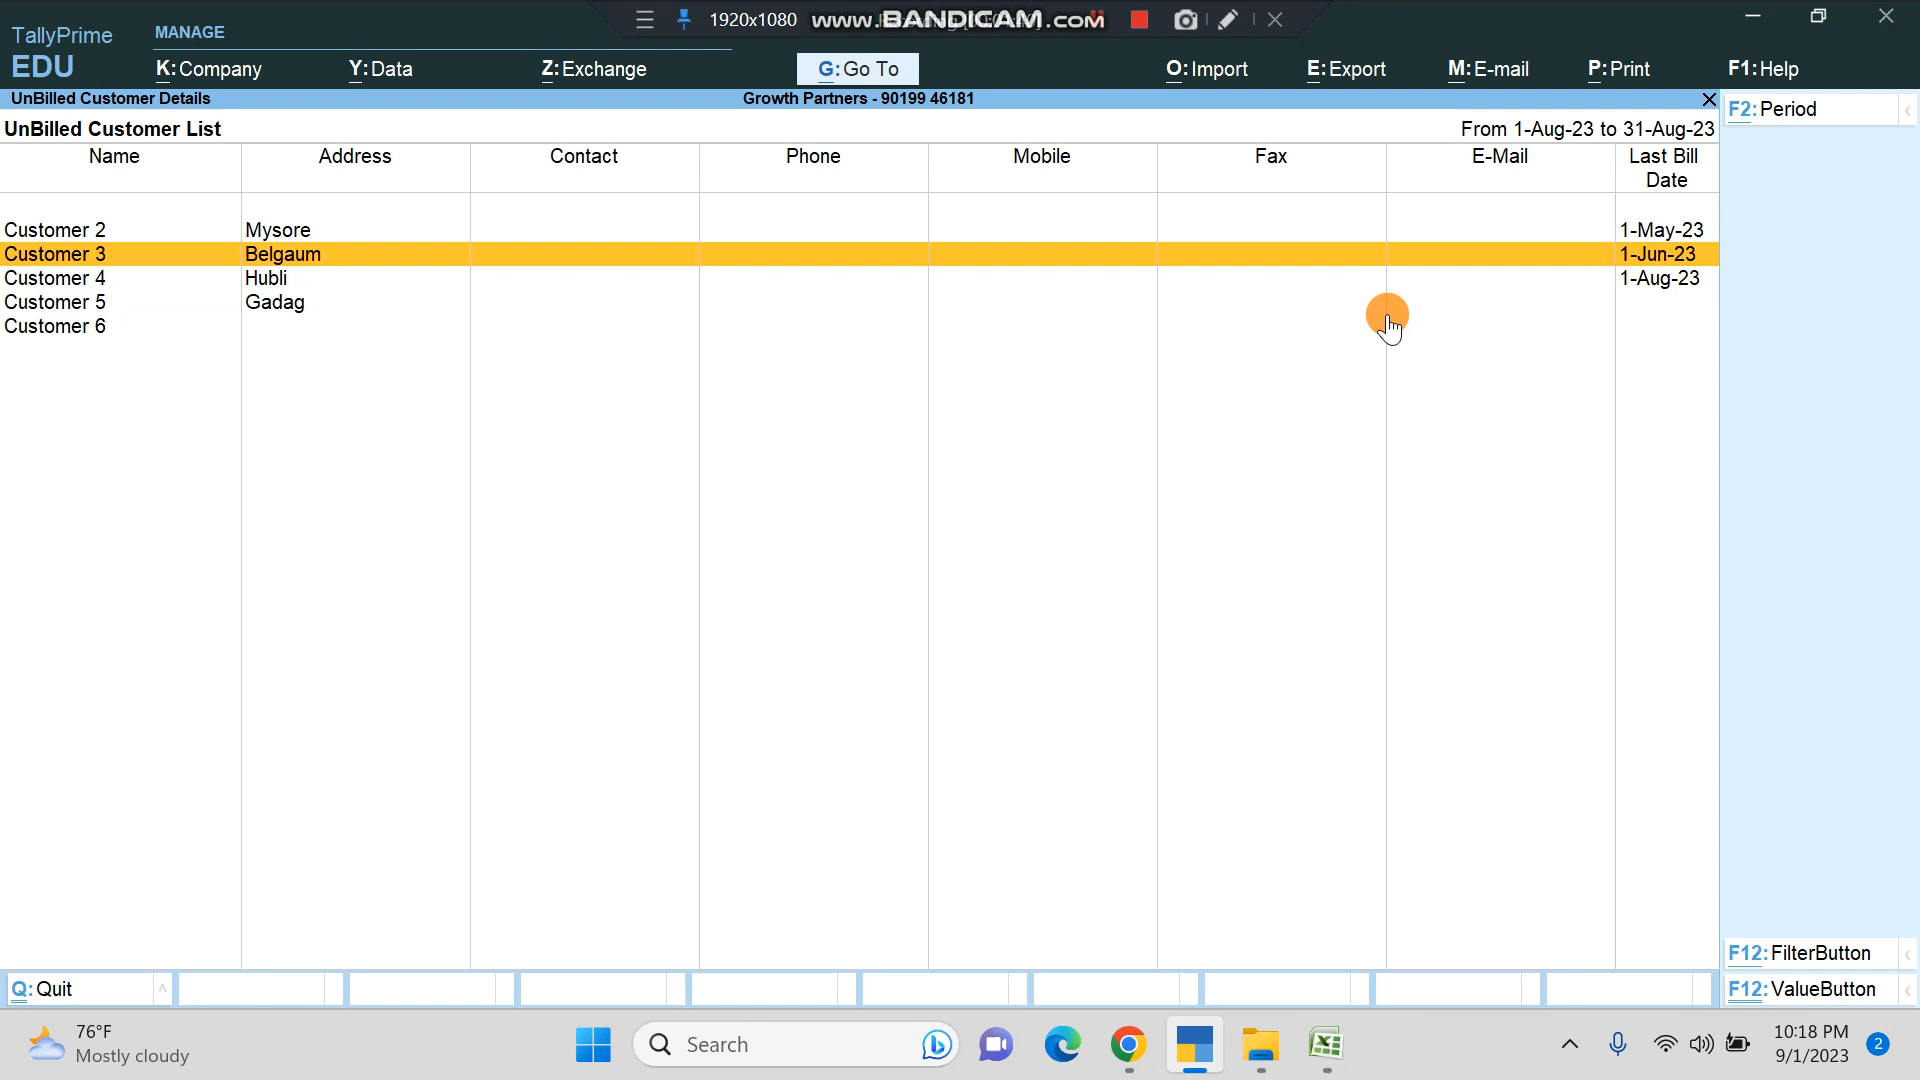 1920x1080 www.BANDICAM.com
TallyPrime
EDU
MANAGE
K:Company Y:Data Z:Exchange G:Go To O:Import E:Export M:E-mail P:Print F1:Help
UnBilled Customer Details Growth Partners - 90199 46181
F2:Period
UnBilled Customer List From 1-Aug-23 to 31-Aug-23
Name Address Contact Phone Mobile Fax E-Mail Last Bill
Date
Customer 2 Mysore 1-May-23
Customer 3 Belgaum 1-Jun-23
Customer 4 Hubli 1-Aug-23
Customer 5 Gadag
Customer 6
F12:FilterButton
Q:Quit F12:ValueButton
76°F
Mostly cloudy
Search
10:18 PM
9/1/2023
2